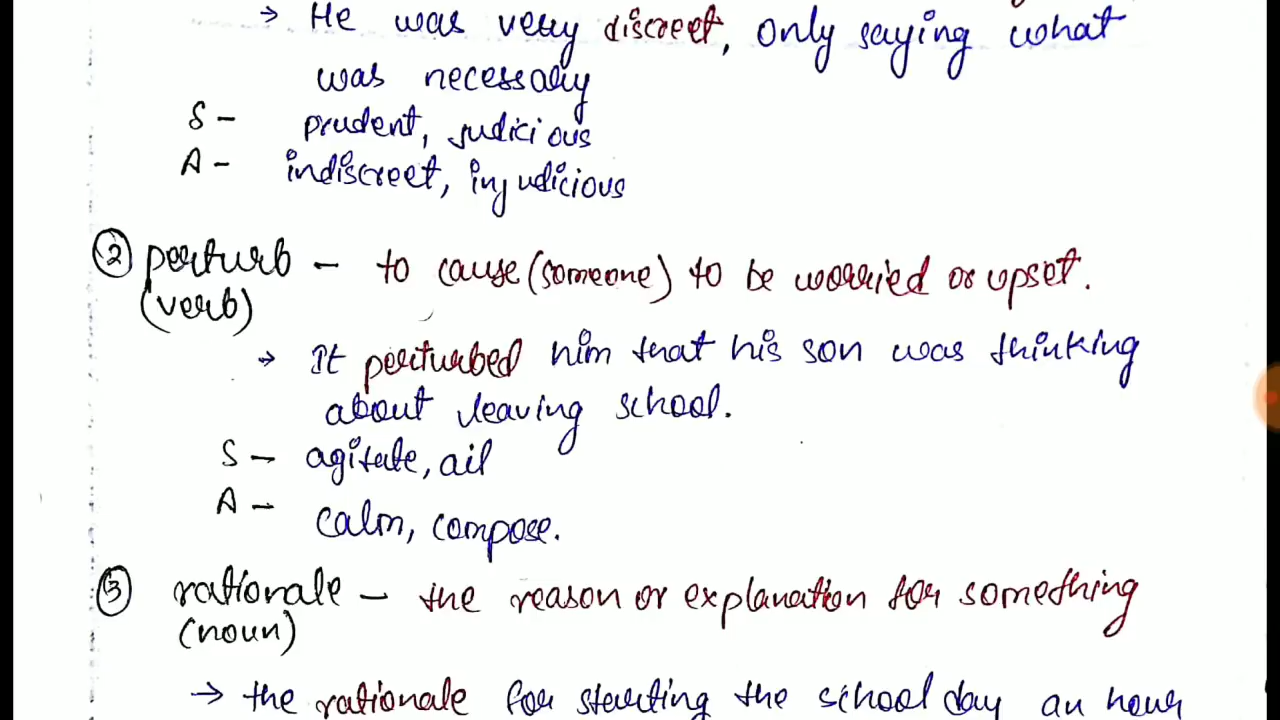 → He was very discreet, only saying what
was necessary
S - prudent, judicious
A - indiscreet, injudicious
② perturb - to cause (someone) to be worried or upset.
(verb)
→ It perturbed him that his son was thinking
about leaving school.
S - agitate, ail
A - calm, compose.
③ rationale - the reason or explanation for something
(noun)
→ the rationale for starting the school day an hour